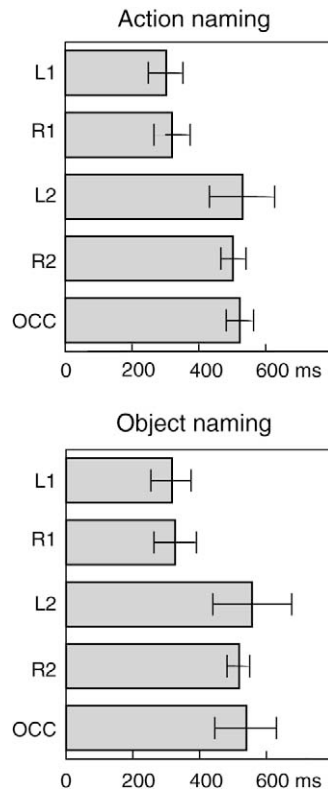 Action naming
L1
R1
L2
R2
OCC
0 200 400 600 ms
Object naming
L1
R1
L2
R2
OCC
0 200 400 600 ms